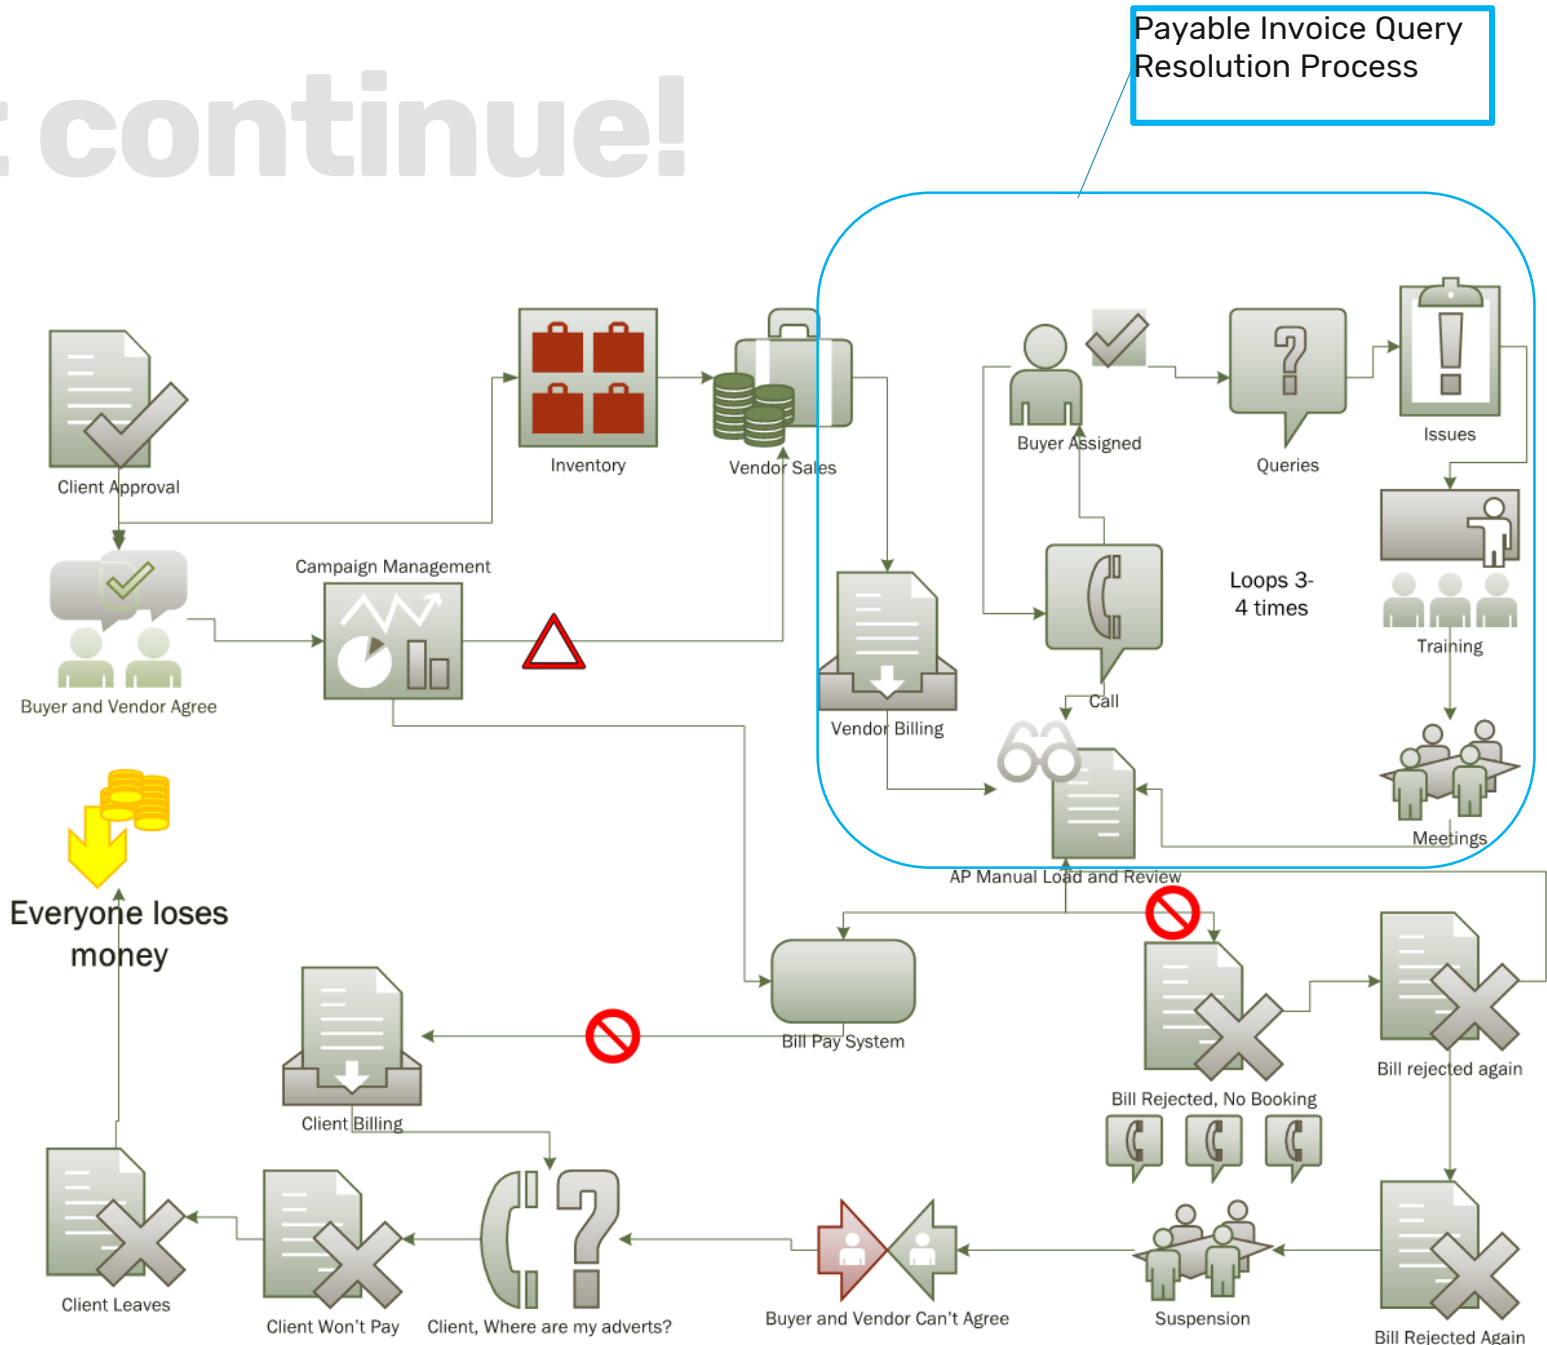 Payable Invoice Query
Resolution Process
continue!
Client Approval
Inventory
Vendor Sales
Buyer Assigned
Queries
Issues
Buyer and Vendor Agree
Campaign Management
Vendor Billing
Call
Loops 3-
4 times
Training
Meetings
AP Manual Load and Review
Everyone loses
money
Bill Pay System
Client Billing
Bill Rejected, No Booking
Bill rejected again
Client Leaves
Client Won't Pay
Client, Where are my adverts?
Buyer and Vendor Can't Agree
Suspension
Bill Rejected Again